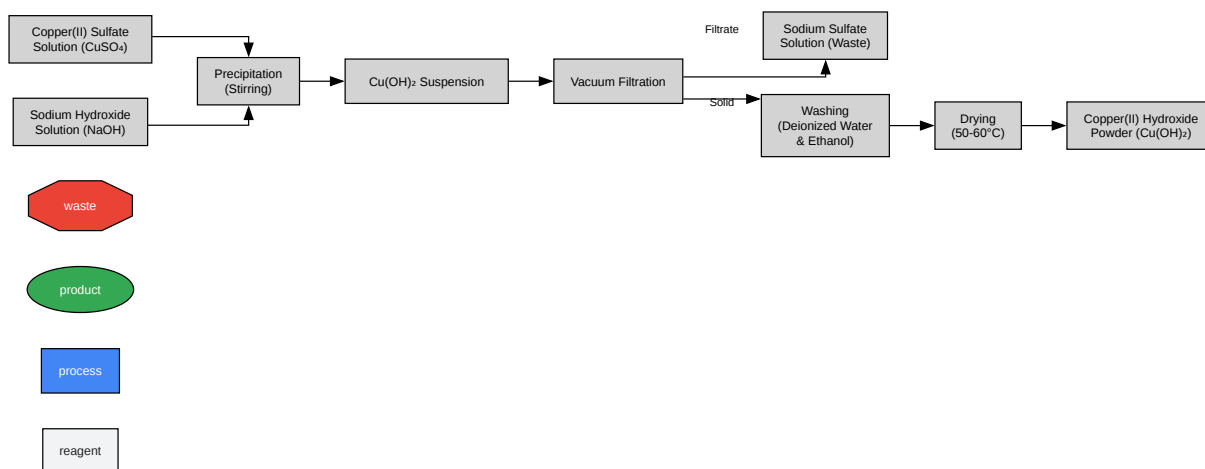 Copper(II) Sulfate
Solution (CuSO₄)
Sodium Hydroxide
Solution (NaOH)
Precipitation
(Stirring)
Cu(OH)₂ Suspension
Vacuum Filtration
Filtrate
Solid
Sodium Sulfate
Solution (Waste)
Washing
(Deionized Water
& Ethanol)
Drying
(50-60°C)
Copper(II) Hydroxide
Powder (Cu(OH)₂)
waste
product
process
reagent